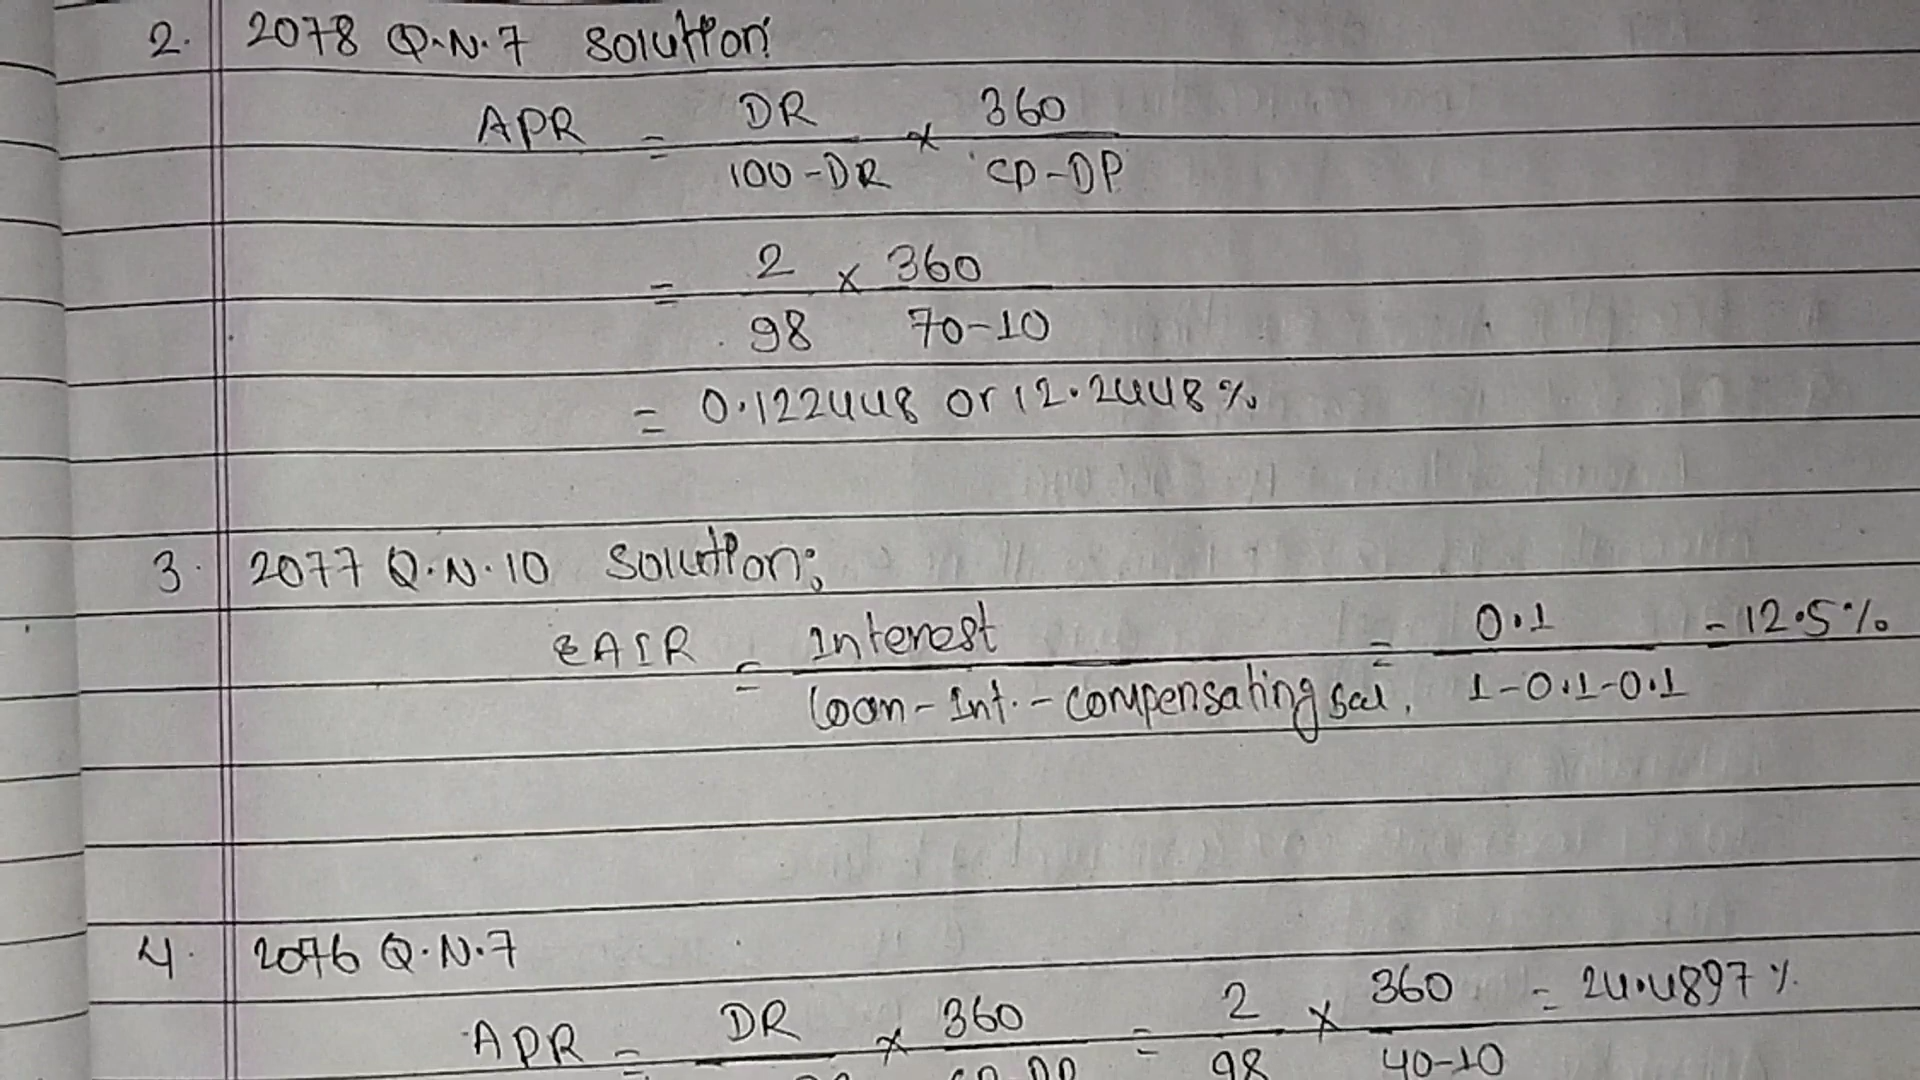 2. 2078 Q.N.7 Solution:
APR = DR / 100-DR × 360 / CP-DP
= 2 / 98 × 360 / 70-10
= 0.122448 or 12.2448%
3. 2077 Q.N.10 Solution:
EAIR = Interest / Loan - Int. - compensating bal. = 0.1 / 1-0.1-0.1 = 12.5%
4. 2076 Q.N.7
APR = DR × 360 = 2 / 98 × 360 / 40-10 = 24.4897%